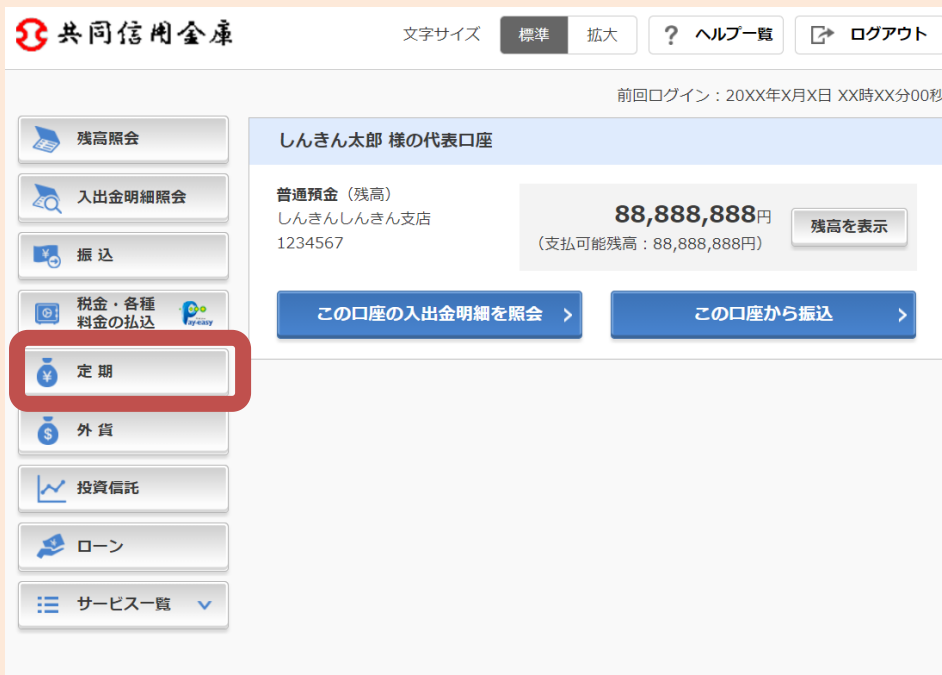 共同信用金庫
文字サイズ 標準 拡大 ? ヘルプ一覧 ログアウト
前回ログイン：20XX年X月X日 XX時XX分00秒
残高照会
入出金明細照会
振込
税金・各種
料金の払込 Pay-easy
定期
外貨
投資信託
ローン
サービス一覧
しんきん太郎 様の代表口座
普通預金（残高）
しんきんしんきん支店
1234567
88,888,888円
（支払可能残高：88,888,888円）
残高を表示
この口座の入出金明細を照会
この口座から振込